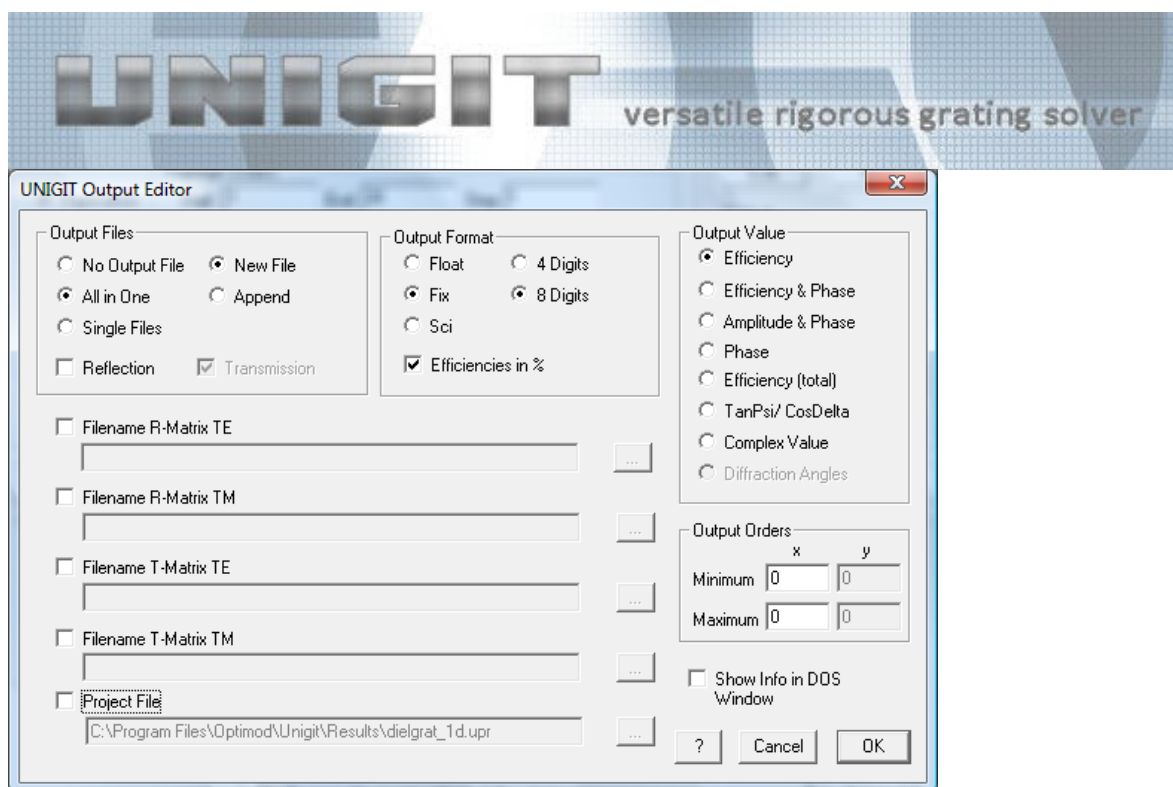 UNIGIT
versatile rigorous grating solver
UNIGIT Output Editor
Output Files
No Output File
New File
All in One
Append
Single Files
Reflection
Transmission
Output Format
Float
4 Digits
Fix
8 Digits
Sci
Efficiencies in %
Output Value
Efficiency
Efficiency & Phase
Amplitude & Phase
Phase
Efficiency (total)
TanPsi/ CosDelta
Complex Value
Diffraction Angles
Filename R-Matrix TE
...
Filename R-Matrix TM
...
Filename T-Matrix TE
...
Filename T-Matrix TM
...
Project File
C:\Program Files\Optimod\Unigit\Results\dielgrat_1d.upr
...
Output Orders
x y
Minimum 0 0
Maximum 0 0
Show Info in DOS
Window
? Cancel OK